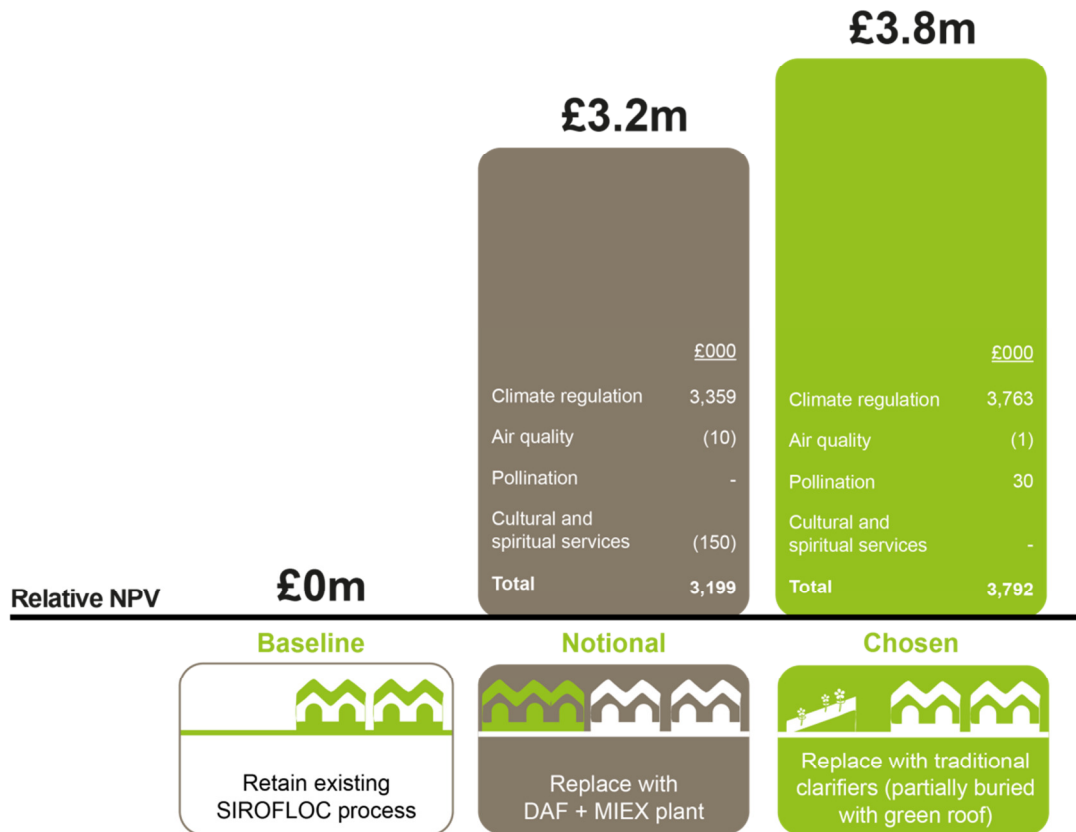 £3.8m
£3.2m
£000
Climate regulation 3,359
Air quality (10)
Pollination -
Cultural and
spiritual services (150)
Total 3,199
£000
Climate regulation 3,763
Air quality (1)
Pollination 30
Cultural and
spiritual services -
Total 3,792
£0m
Relative NPV
Baseline
Retain existing
SIROFLOC process
Notional
Replace with
DAF + MIEX plant
Chosen
Replace with traditional
clarifiers (partially buried
with green roof)